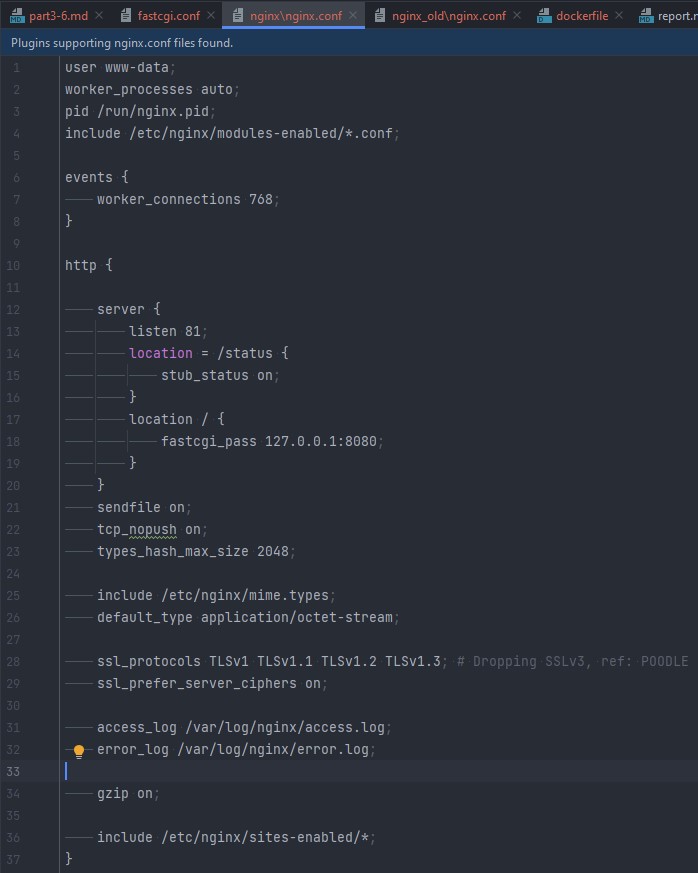 part3-6.md fastcgi.conf nginx\nginx.conf nginx_old\nginx.conf dockerfile
Plugins supporting nginx.conf files found.
1 user www-data;
2 worker_processes auto;
3 pid /run/nginx.pid;
4 include /etc/nginx/modules-enabled/*.conf;
5
6 events {
7 worker_connections 768;
8 }
9
10 http {
11
12 server {
13 listen 81;
14 location = /status {
15 stub_status on;
16 }
17 location / {
18 fastcgi_pass 127.0.0.1:8080;
19 }
20 }
21 sendfile on;
22 tcp_nopush on;
23 types_hash_max_size 2048;
24
25 include /etc/nginx/mime.types;
26 default_type application/octet-stream;
27
28 ssl_protocols TLSv1 TLSv1.1 TLSv1.2 TLSv1.3; # Dropping SSLv3, ref: POODLE
29 ssl_prefer_server_ciphers on;
30
31 access_log /var/log/nginx/access.log;
32 error_log /var/log/nginx/error.log;
33
34 gzip on;
35
36 include /etc/nginx/sites-enabled/*;
37 }